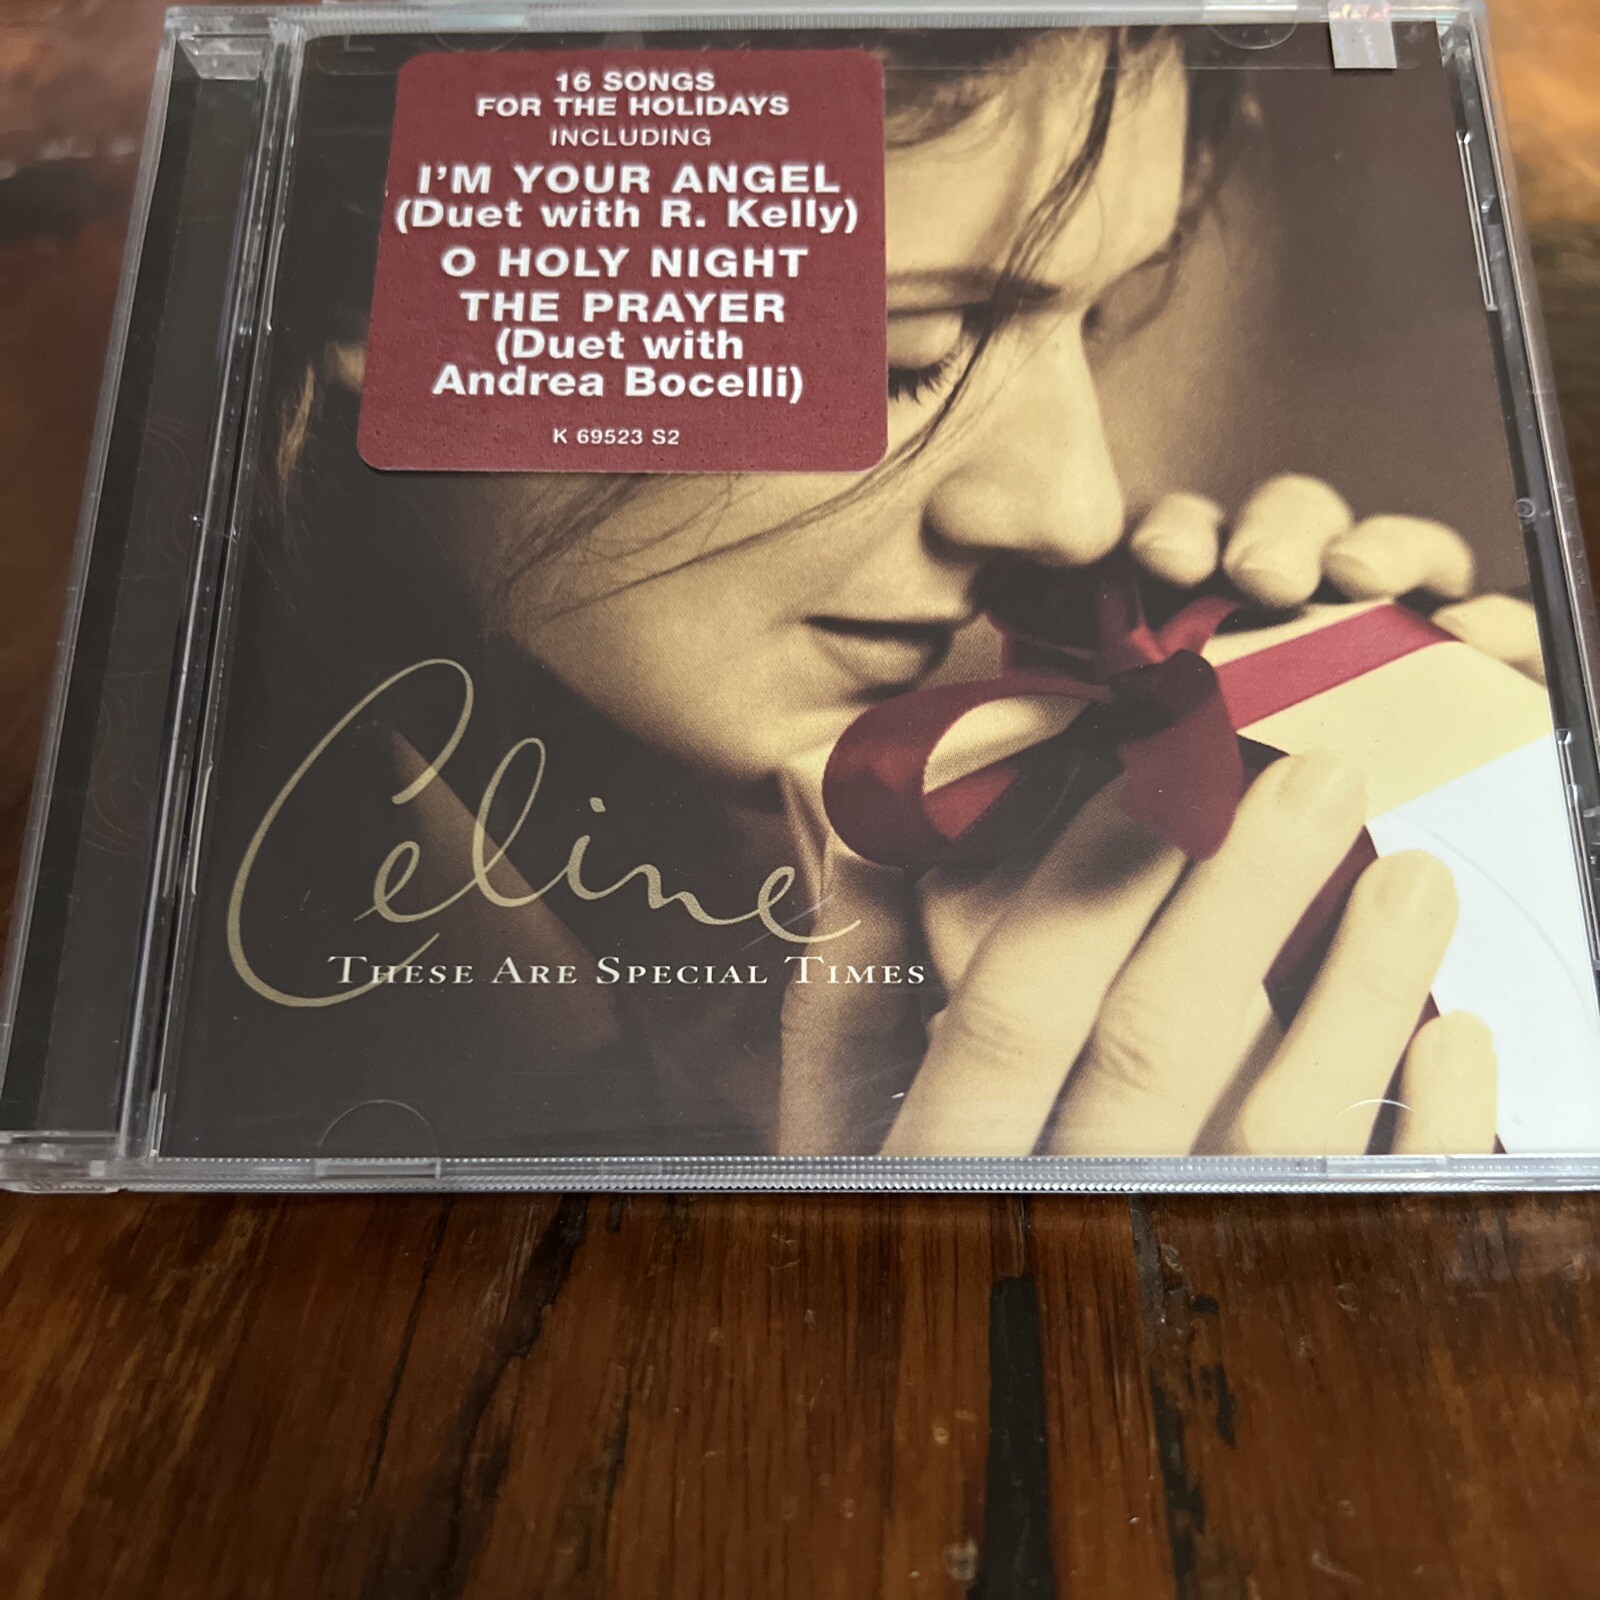 16 SONGS
FOR THE HOLIDAYS
INCLUDING
I'M YOUR ANGEL
(Duet with R. Kelly)
O HOLY NIGHT
THE PRAYER
(Duet with
Andrea Bocelli)
K 69523 S2
Celine
THESE ARE SPECIAL TIMES